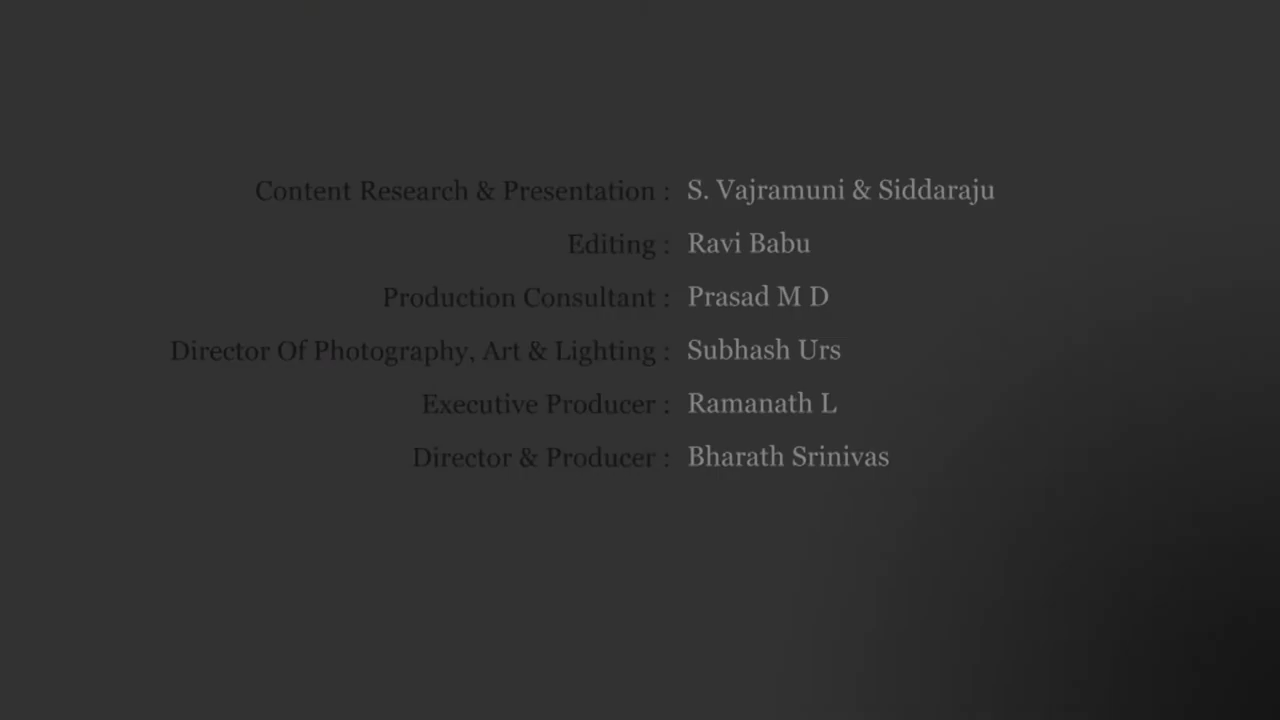 Content Research & Presentation : S. Vajramuni & Siddaraju
Editing : Ravi Babu
Production Consultant : Prasad M D
Director Of Photography, Art & Lighting : Subhash Urs
Executive Producer : Ramanath L
Director & Producer : Bharath Srinivas